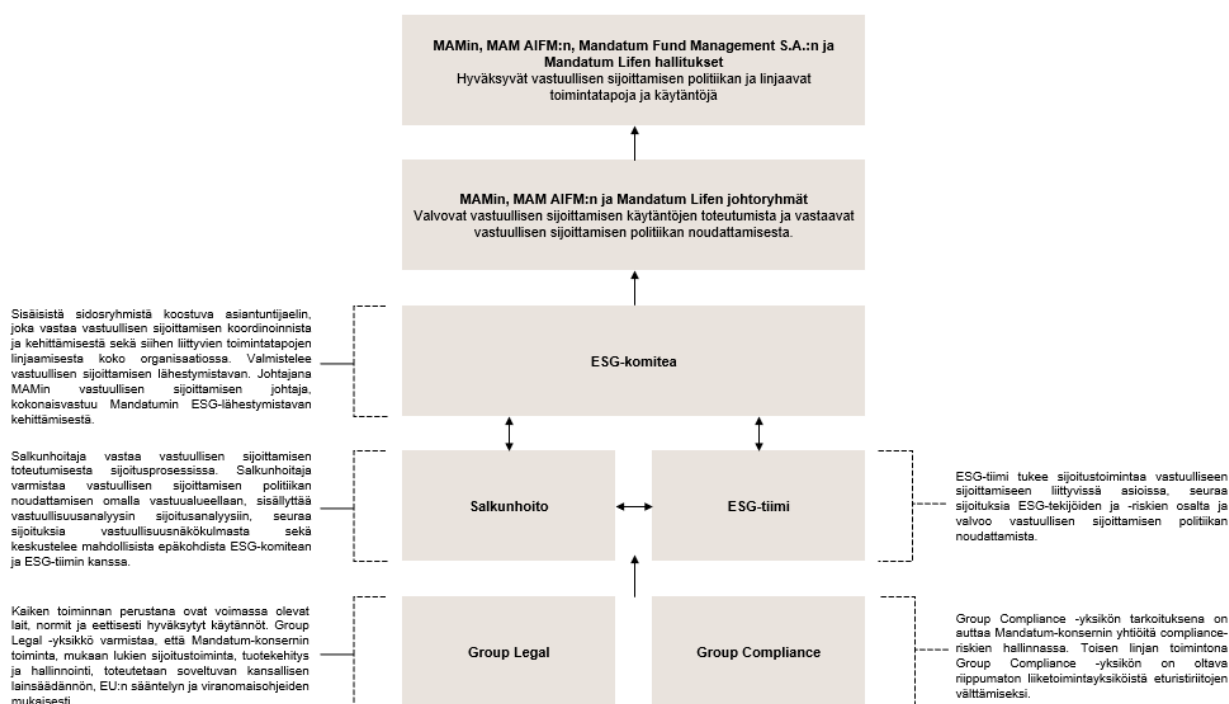 MAMin, MAM AIFM:n, Mandatum Fund Management S.A.:n ja
Mandatum Lifen hallitukset
Hyväksyvät vastuullisen sijoittamisen politiikan ja linjaavat
toimintatapoja ja käytäntöjä
MAMin, MAM AIFM:n ja Mandatum Lifen johtoryhmät
Valvovat vastuullisen sijoittamisen käytäntöjen toteutumista ja vastaavat
vastuullisen sijoittamisen politiikan noudattamisesta.
Sisäisistä sidosryhmistä koostuva asiantuntijaelin,
joka vastaa vastuullisen sijoittamisen koordinoinnista
ja kehittämisestä sekä siihen liittyvien toimintatapojen
linjaamisesta koko organisaatiossa. Valmistelee
vastuullisen sijoittamisen lähestymistavan. Johtajana
MAMin vastuullisen sijoittamisen johtaja,
kokonaisvastuu Mandatumin ESG-lähestymistavan
kehittämisestä.
ESG-komitea
Salkunhoitaja vastaa vastuullisen sijoittamisen
toteutumisesta sijoitusprosessissa. Salkunhoitaja
varmistaa vastuullisen sijoittamisen politiikan
noudattamisen omalla vastuualueellaan, sisällyttää
vastuullisuusanalyysin sijoitusanalyysiin, seuraa
sijoituksia vastuullisuusnäkökulmasta sekä
keskustelee mahdollisista epäkohdista ESG-komitean
ja ESG-tiimin kanssa.
Salkunhoito
ESG-tiimi
ESG-tiimi tukee sijoitustoimintaa vastuulliseen
sijoittamiseen liittyvissä asioissa, seuraa
sijoituksia ESG-tekijöiden ja -riskien osalta ja
valvoo vastuullisen sijoittamisen politiikan
noudattamista.
Kaiken toiminnan perustana ovat voimassa olevat
lait, normit ja eettisesti hyväksytyt käytännöt. Group
Legal -yksikkö varmistaa, että Mandatum-konsernin
toiminta, mukaan lukien sijoitustoiminta, tuotekehitys
ja hallinnointi, toteutetaan soveltuvan kansallisen
lainsäädännön, EU:n sääntelyn ja viranomaisohjeiden
mukaisesti.
Group Legal
Group Compliance
Group Compliance -yksikön tarkoituksena on
auttaa Mandatum-konsernin yhtiöitä compliance-
riskien hallinnassa. Toisen linjan toimintona
Group Compliance -yksikön on oltava
riippumaton liiketoimintayksiköistä eturistiriitojen
välttämiseksi.